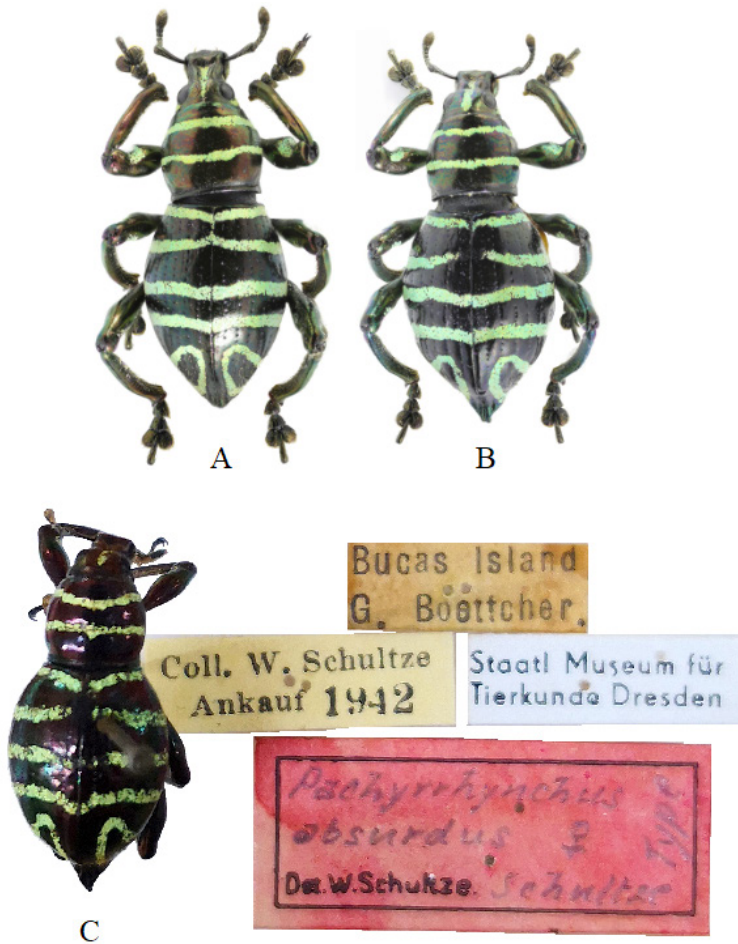 A
B
Bucas Island
G. Boettcher.
Coll. W. Schultze
Ankauf 1942
Staatl Museum für
Tierkunde Dresden
Pachyrrhynchus
absurdus ♀ Type
Det. W. Schultze. Schultze
C